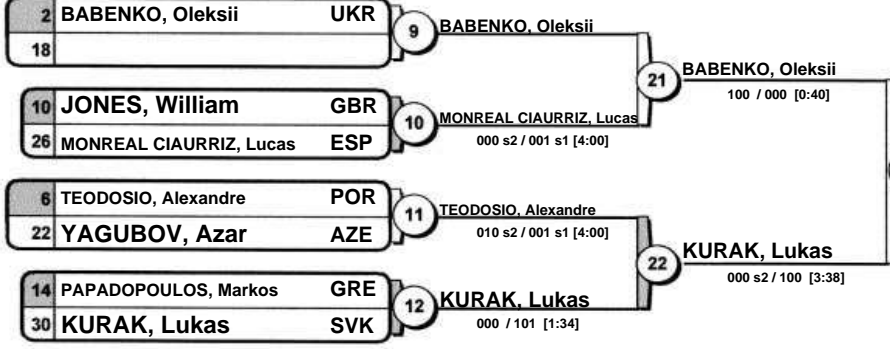 2 BABENKO, Oleksii UKR
18
9
BABENKO, Oleksii
10 JONES, William GBR
26 MONREAL CIAURRIZ, Lucas ESP
10
MONREAL CIAURRIZ, Lucas
000 s2 / 001 s1 [4:00]
21
BABENKO, Oleksii
100 / 000 [0:40]
6 TEODOSIO, Alexandre POR
22 YAGUBOV, Azar AZE
11
TEODOSIO, Alexandre
010 s2 / 001 s1 [4:00]
14 PAPADOPOULOS, Markos GRE
30 KURAK, Lukas SVK
12
KURAK, Lukas
000 / 101 [1:34]
22
KURAK, Lukas
000 s2 / 100 [3:38]